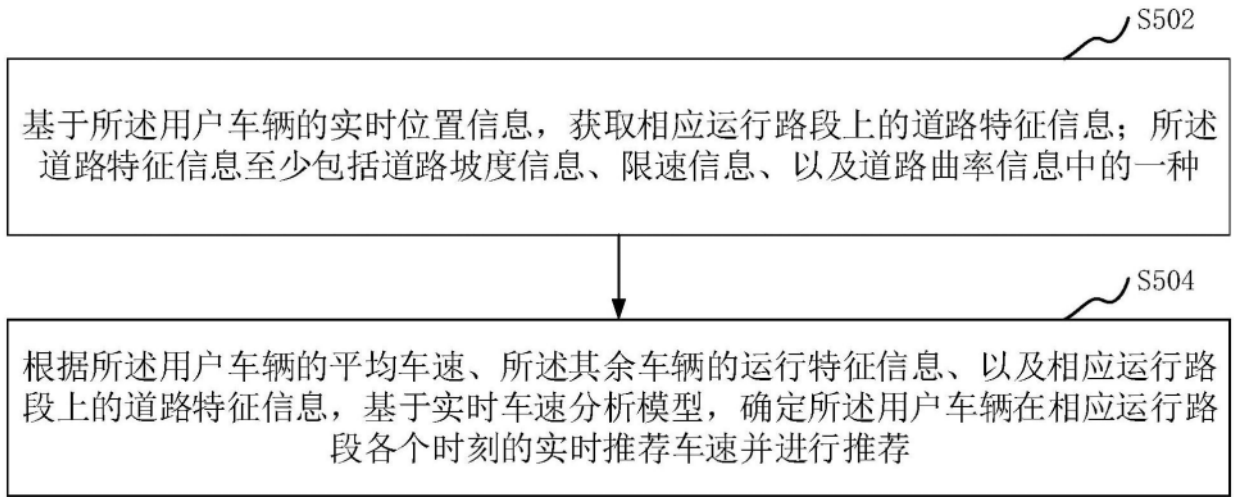 S502
基于所述用户车辆的实时位置信息，获取相应运行路段上的道路特征信息；所述
道路特征信息至少包括道路坡度信息、限速信息、以及道路曲率信息中的一种
S504
根据所述用户车辆的平均车速、所述其余车辆的运行特征信息、以及相应运行路
段上的道路特征信息，基于实时车速分析模型，确定所述用户车辆在相应运行路
段各个时刻的实时推荐车速并进行推荐